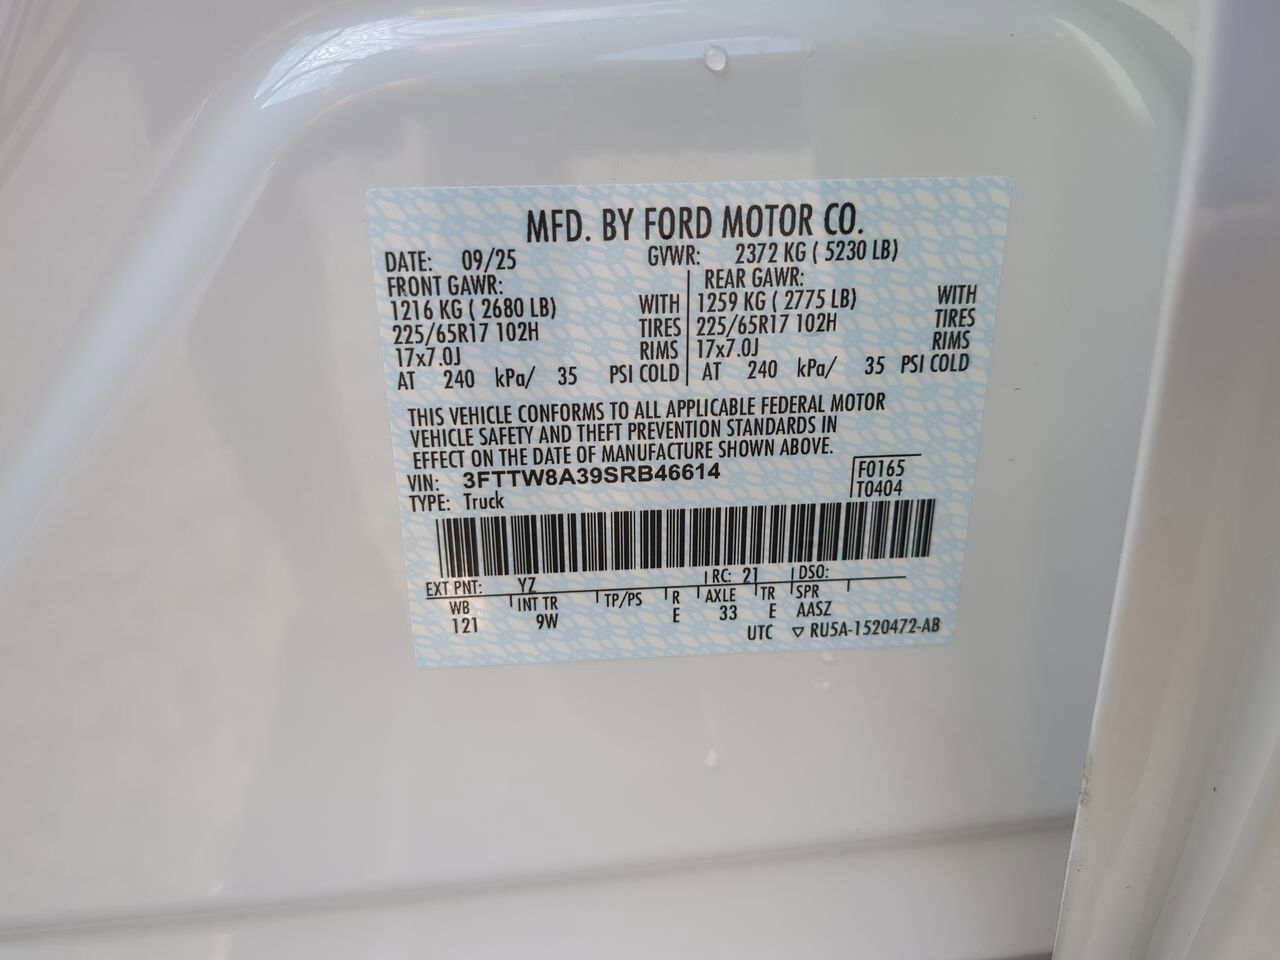 MFD. BY FORD MOTOR CO.
DATE: 09/25 GVWR: 2372 KG ( 5230 LB)
FRONT GAWR: REAR GAWR:
1216 KG ( 2680 LB) WITH 1259 KG ( 2775 LB) WITH
225/65R17 102H TIRES 225/65R17 102H TIRES
17x7.0J RIMS 17x7.0J RIMS
AT 240 kPa/ 35 PSI COLD AT 240 kPa/ 35 PSI COLD
THIS VEHICLE CONFORMS TO ALL APPLICABLE FEDERAL MOTOR
VEHICLE SAFETY AND THEFT PREVENTION STANDARDS IN
EFFECT ON THE DATE OF MANUFACTURE SHOWN ABOVE.
VIN: 3FTTW8A39SRB46614 F0165
TYPE: Truck T0404
EXT PNT: YZ RC: 21 DSO:
WB INT TR TP/PS R AXLE TR SPR
121 9W E 33 E AASZ
UTC ▽ RU5A-1520472-AB